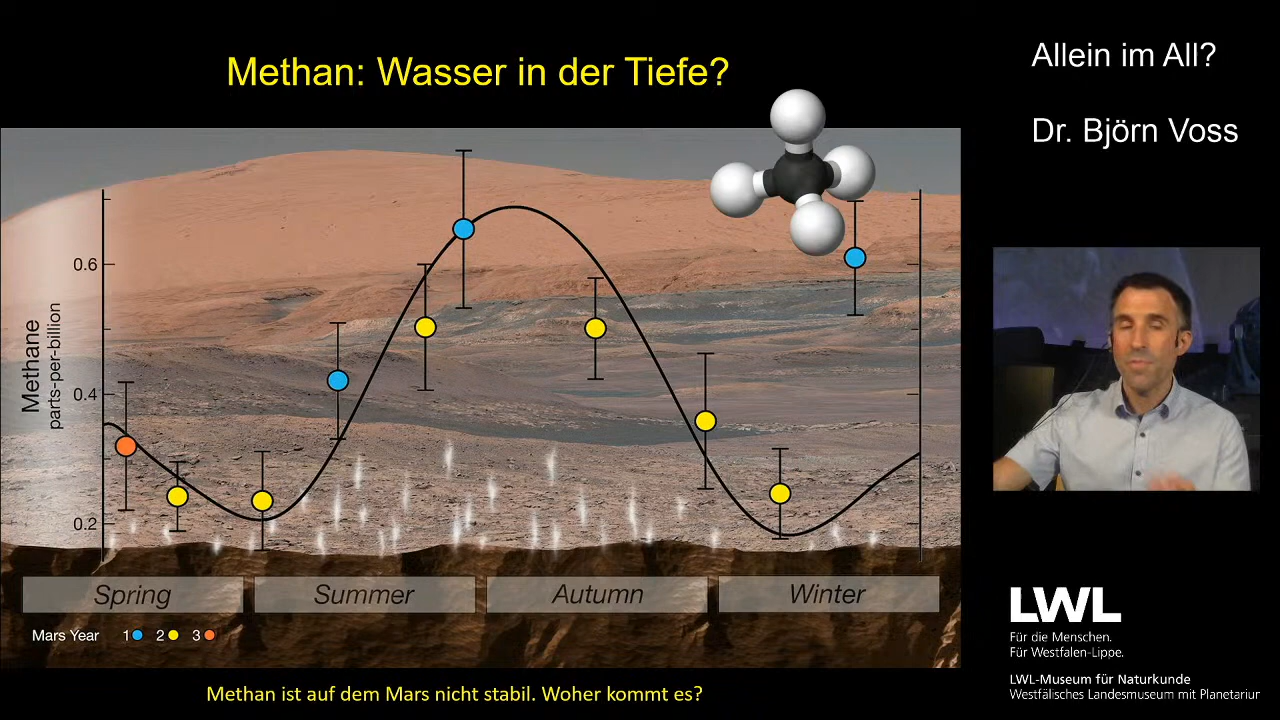 Methan: Wasser in der Tiefe?
Allein im All?
Dr. Björn Voss
0.6
0.4
0.2
Methane
parts-per-billion
Spring
Summer
Autumn
Winter
Mars Year 1 2 3
Methan ist auf dem Mars nicht stabil. Woher kommt es?
LWL
Für die Menschen.
Für Westfalen-Lippe.
LWL-Museum für Naturkunde
Westfälisches Landesmuseum mit Planetarium